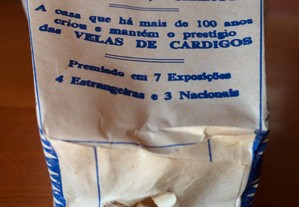 A casa que há mais de 100 anos
criou e mantém o prestígio
das VELAS DE CARDIGOS
Premiado em 7 Exposições
4 Estrangeiras e 3 Nacionais